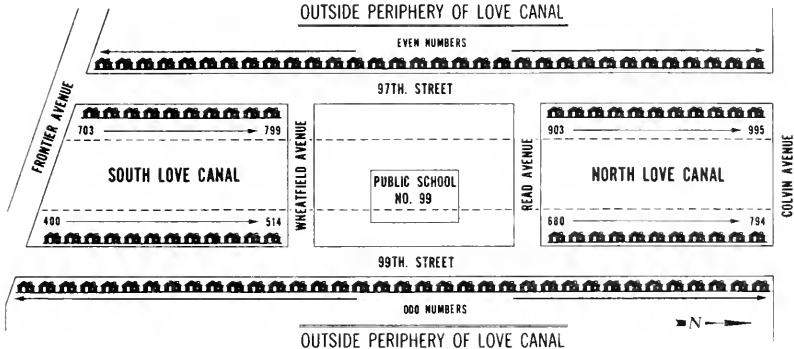 OUTSIDE PERIPHERY OF LOVE CANAL
EVEN NUMBERS
97TH. STREET
FRONTIER AVENUE
703 799
903 995
SOUTH LOVE CANAL
WHEATFIELD AVENUE
PUBLIC SCHOOL
NO. 99
READ AVENUE
NORTH LOVE CANAL
COLVIN AVENUE
400 514
680 794
99TH. STREET
ODD NUMBERS
N
OUTSIDE PERIPHERY OF LOVE CANAL